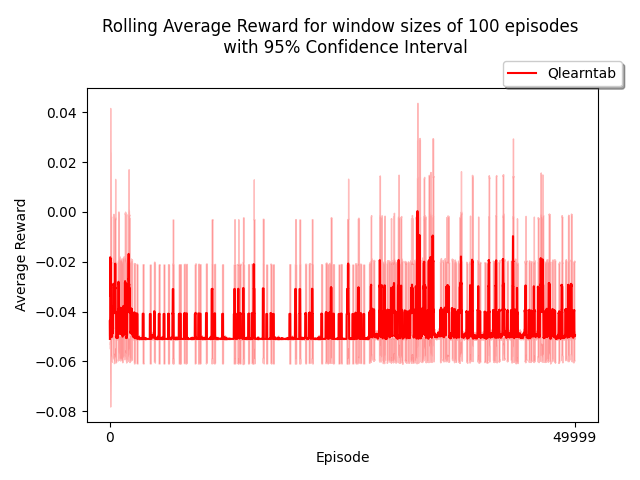 Rolling Average Reward for window sizes of 100 episodes
with 95% Confidence Interval
Qlearntab
0.04
0.02
0.00
−0.02
−0.04
−0.06
−0.08
Average Reward
0
49999
Episode